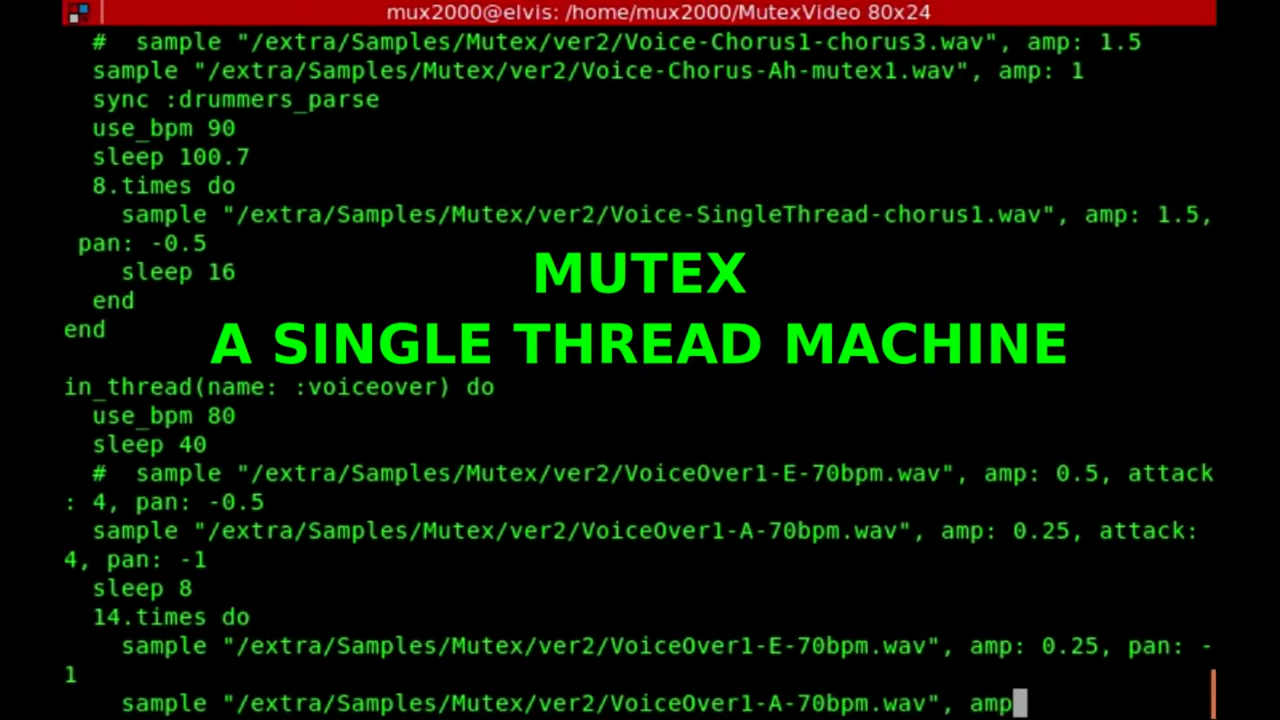 mux2000@elvis: /home/mux2000/MutexVideo 80x24
  #  sample "/extra/Samples/Mutex/ver2/Voice-Chorus1-chorus3.wav", amp: 1.5
  sample "/extra/Samples/Mutex/ver2/Voice-Chorus-Ah-mutex1.wav", amp: 1
  sync :drummers_parse
  use_bpm 90
  sleep 100.7
  8.times do
    sample "/extra/Samples/Mutex/ver2/Voice-SingleThread-chorus1.wav", amp: 1.5,
 pan: -0.5
    sleep 16
MUTEX
  end
end
A SINGLE THREAD MACHINE
in_thread(name: :voiceover) do
  use_bpm 80
  sleep 40
  #  sample "/extra/Samples/Mutex/ver2/VoiceOver1-E-70bpm.wav", amp: 0.5, attack
: 4, pan: -0.5
  sample "/extra/Samples/Mutex/ver2/VoiceOver1-A-70bpm.wav", amp: 0.25, attack:
4, pan: -1
  sleep 8
  14.times do
    sample "/extra/Samples/Mutex/ver2/VoiceOver1-E-70bpm.wav", amp: 0.25, pan: -
1
    sample "/extra/Samples/Mutex/ver2/VoiceOver1-A-70bpm.wav", amp